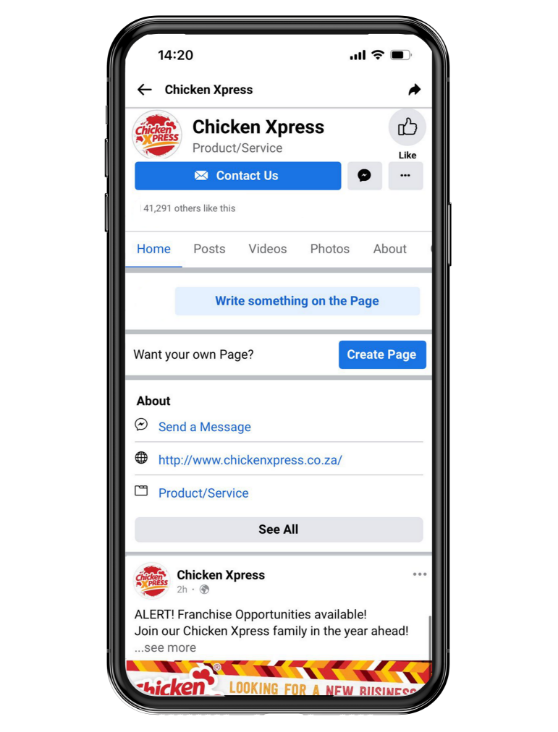 14:20
Chicken Xpress
Chicken
XPRESS
Chicken Xpress
Product/Service
Like
Contact Us
41,291 others like this
Home Posts Videos Photos About
Write something on the Page
Want your own Page?
Create Page
About
Send a Message
http://www.chickenxpress.co.za/
Product/Service
See All
Chicken
XPRESS
Chicken Xpress
2h ·
ALERT! Franchise Opportunities available!
Join our Chicken Xpress family in the year ahead!
...see more
Chicken
LOOKING FOR A NEW BUSINESS